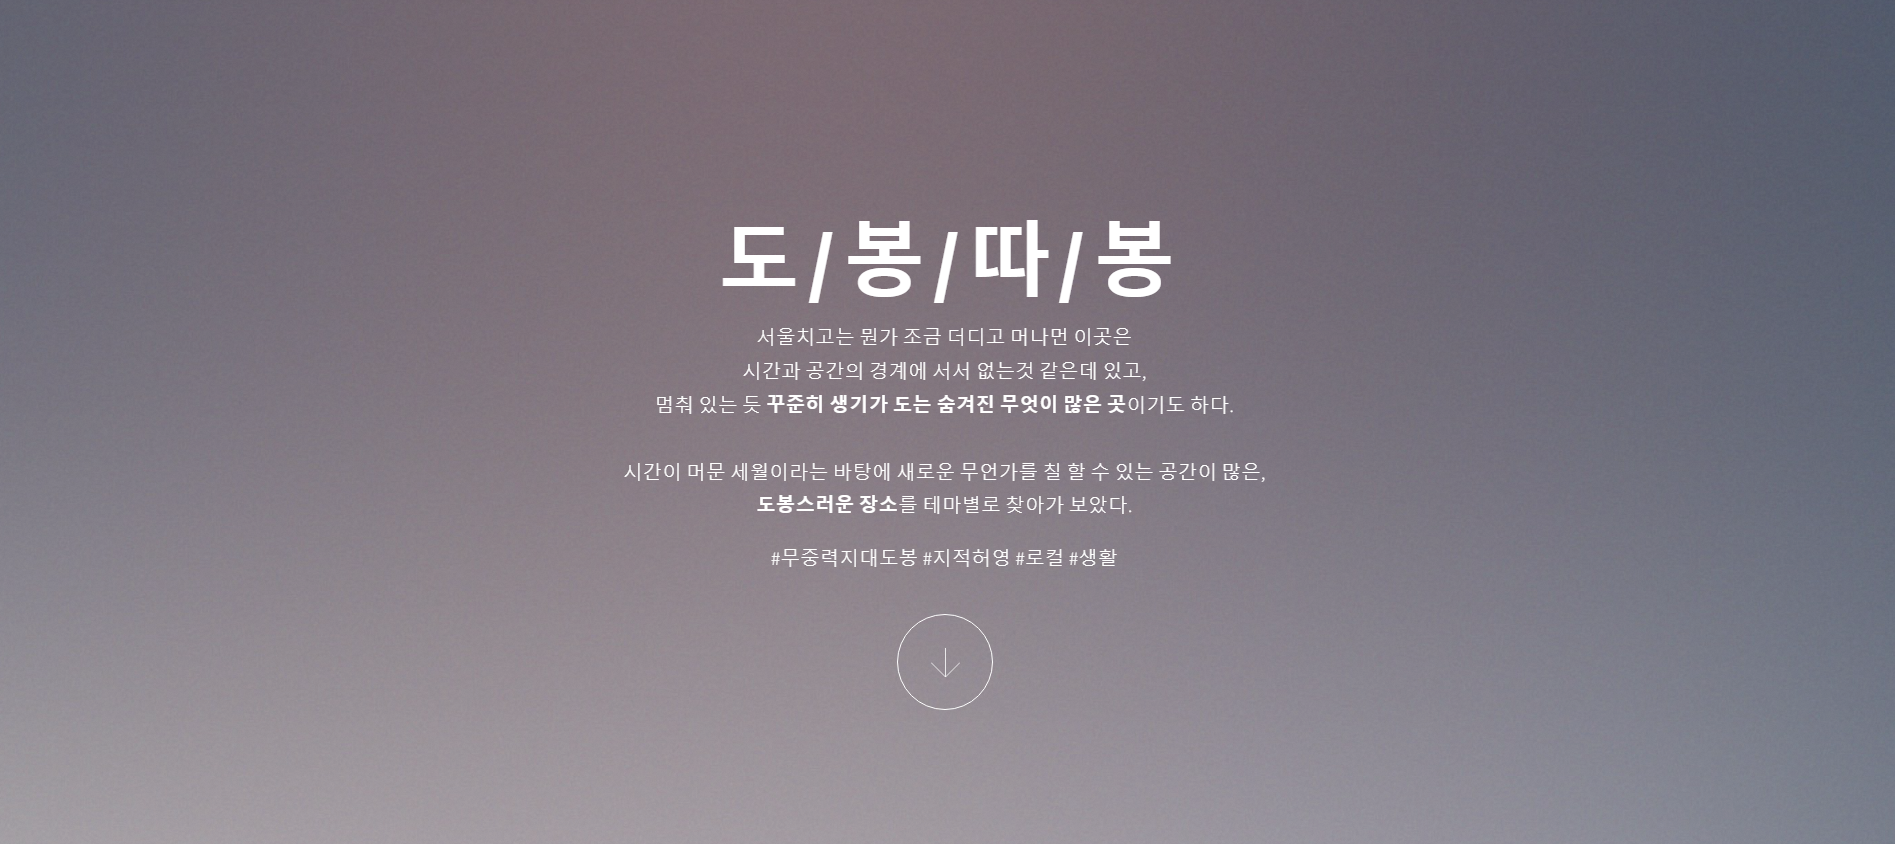 도/봉/따/봉
서울치고는 뭔가 조금 더디고 머나먼 이곳은
시간과 공간의 경계에 서서 없는것 같은데 있고,
멈춰 있는 듯 꾸준히 생기가 도는 숨겨진 무엇이 많은 곳이기도 하다.
시간이 머문 세월이라는 바탕에 새로운 무언가를 칠 할 수 있는 공간이 많은,
도봉스러운 장소를 테마별로 찾아가 보았다.
#무중력지대도봉 #지적허영 #로컬 #생활